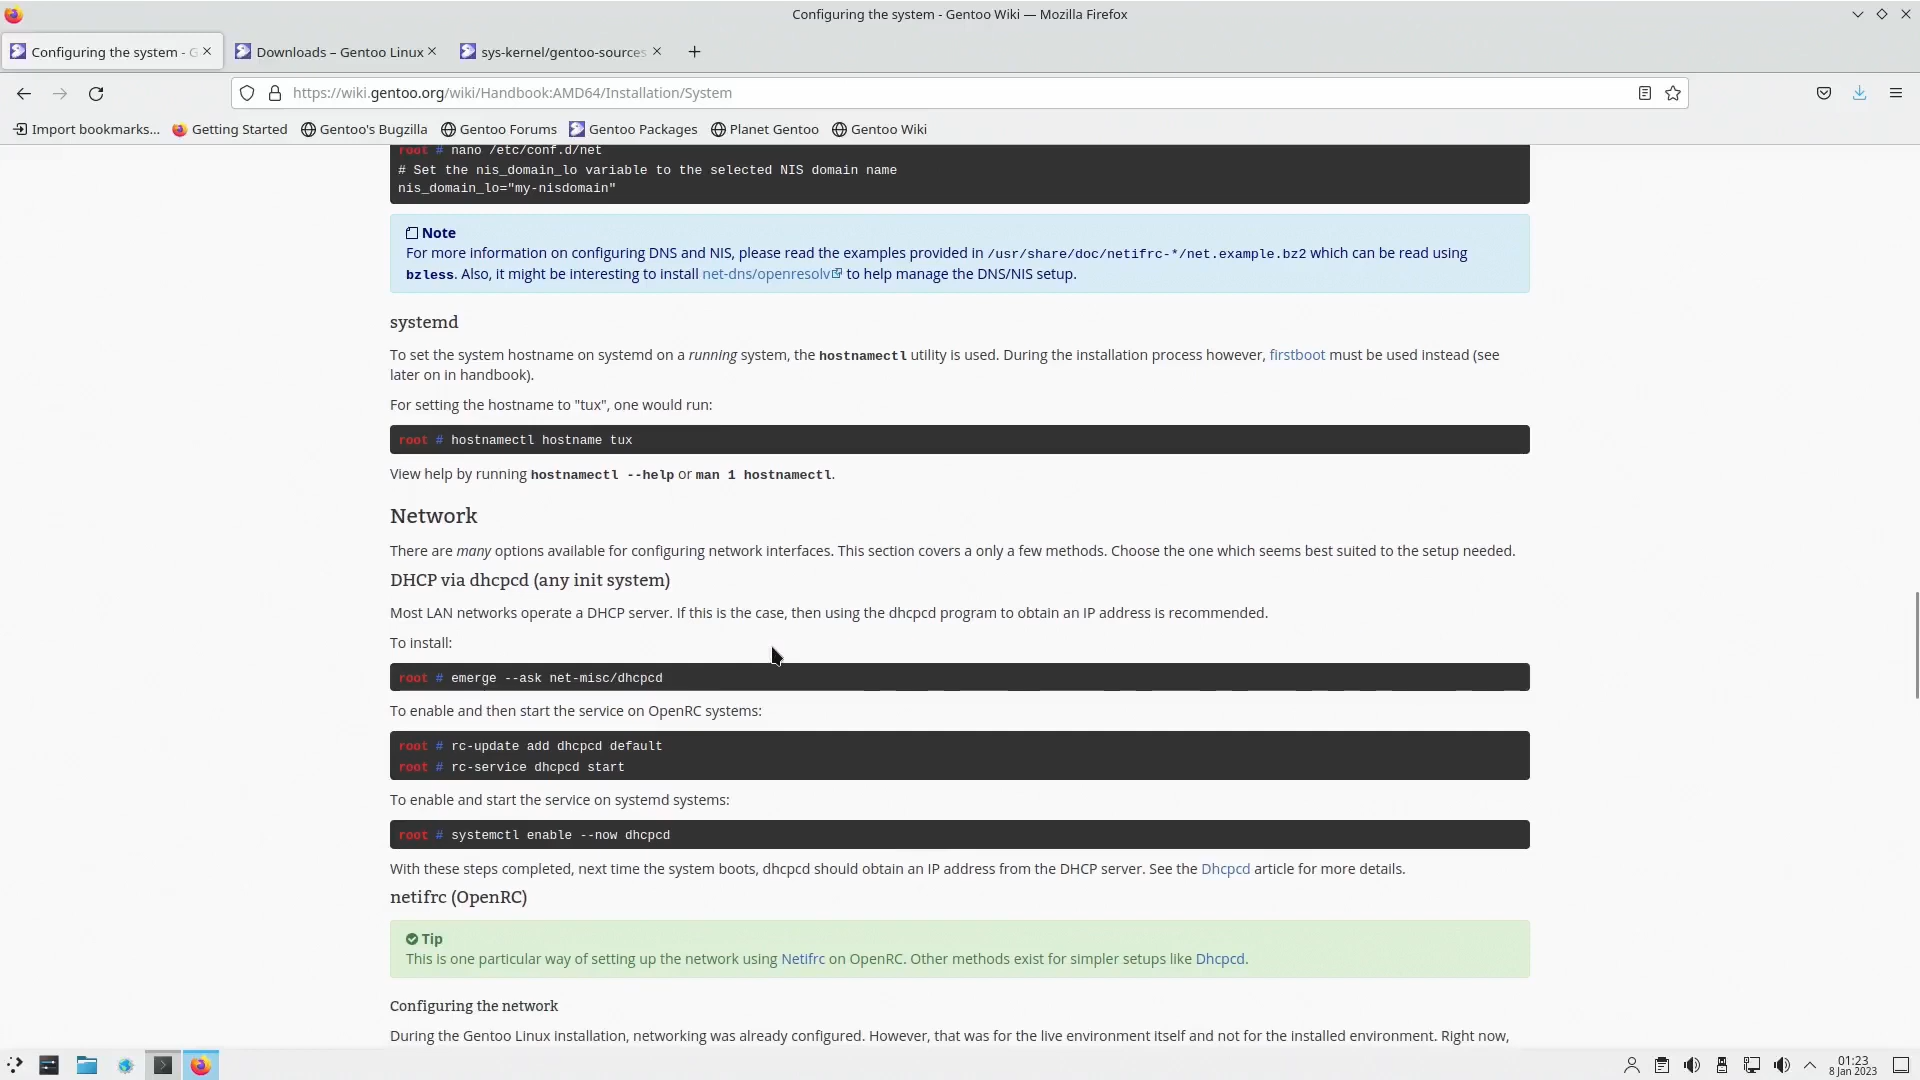 Configuring the system - Gentoo Wiki — Mozilla Firefox
Configuring the system - G
Downloads – Gentoo Linux
sys-kernel/gentoo-sources
https://wiki.gentoo.org/wiki/Handbook:AMD64/Installation/System
Import bookmarks...
Getting Started
Gentoo's Bugzilla
Gentoo Forums
Gentoo Packages
Planet Gentoo
Gentoo Wiki
root # nano /etc/conf.d/net
# Set the nis_domain_lo variable to the selected NIS domain name
nis_domain_lo="my-nisdomain"
Note
For more information on configuring DNS and NIS, please read the examples provided in /usr/share/doc/netifrc-*/net.example.bz2 which can be read using
bzless. Also, it might be interesting to install net-dns/openresolv to help manage the DNS/NIS setup.
systemd
To set the system hostname on systemd on a running system, the hostnamectl utility is used. During the installation process however, firstboot must be used instead (see
later on in handbook).
For setting the hostname to "tux", one would run:
root # hostnamectl hostname tux
View help by running hostnamectl --help or man 1 hostnamectl.
Network
There are many options available for configuring network interfaces. This section covers a only a few methods. Choose the one which seems best suited to the setup needed.
DHCP via dhcpcd (any init system)
Most LAN networks operate a DHCP server. If this is the case, then using the dhcpcd program to obtain an IP address is recommended.
To install:
root # emerge --ask net-misc/dhcpcd
To enable and then start the service on OpenRC systems:
root # rc-update add dhcpcd default
root # rc-service dhcpcd start
To enable and start the service on systemd systems:
root # systemctl enable --now dhcpcd
With these steps completed, next time the system boots, dhcpcd should obtain an IP address from the DHCP server. See the Dhcpcd article for more details.
netifrc (OpenRC)
Tip
This is one particular way of setting up the network using Netifrc on OpenRC. Other methods exist for simpler setups like Dhcpcd.
Configuring the network
During the Gentoo Linux installation, networking was already configured. However, that was for the live environment itself and not for the installed environment. Right now,
01:23
8 Jan 2023